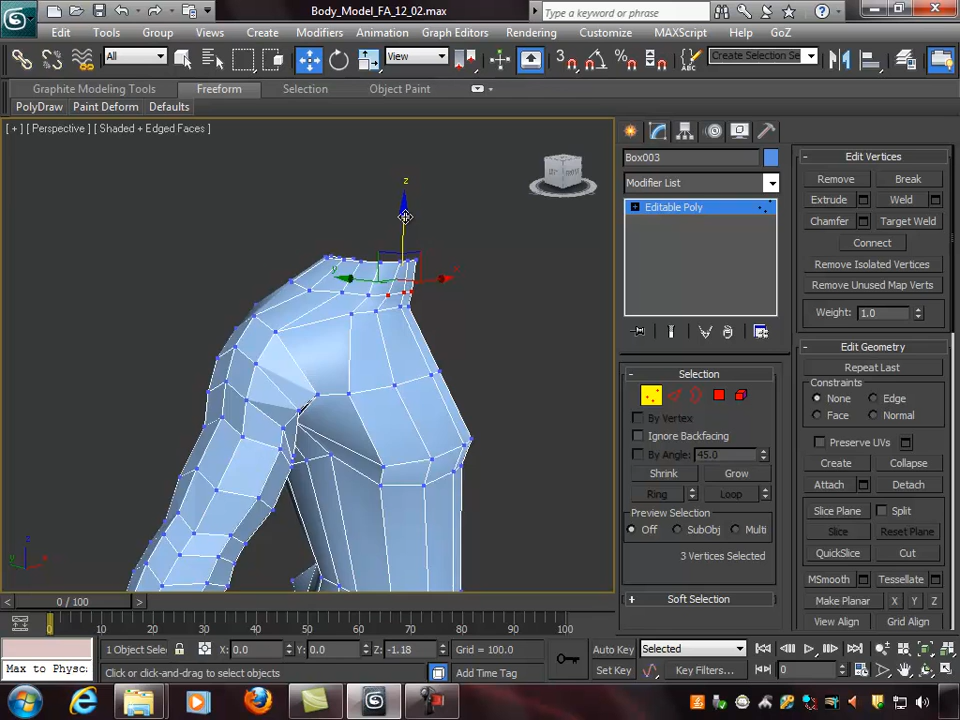 Body_Model_FA_12_02.max
Type a keyword or phrase
Edit Tools Group Views Create Modifiers Animation Graph Editors Rendering Customize MAXScript Help GoZ
All View Create Selection Se
Graphite Modeling Tools Freeform Selection Object Paint
PolyDraw Paint Deform Defaults
[ + ] [ Perspective ] [ Shaded + Edged Faces ]
z
Box003
Modifier List
Editable Poly
Selection
By Vertex
Ignore Backfacing
By Angle: 45.0
Shrink Grow
Ring Loop
Preview Selection
Off SubObj Multi
3 Vertices Selected
Soft Selection
Edit Vertices
Remove Break
Extrude Weld
Chamfer Target Weld
Connect
Remove Isolated Vertices
Remove Unused Map Verts
Weight: 1.0
Edit Geometry
Repeat Last
Constraints
None Edge
Face Normal
Preserve UVs
Create Collapse
Attach Detach
Slice Plane Split
Slice Reset Plane
QuickSlice Cut
MSmooth Tessellate
Make Planar X Y Z
View Align Grid Align
0 / 100
0 10 20 30 40 50 60 70 80 90 100
1 Object Selec X: 0.0 Y: 0.0 Z: -1.18 Grid = 100.0 Auto Key Selected
Max to Physc Click or click-and-drag to select objects Add Time Tag Set Key Key Filters... 0